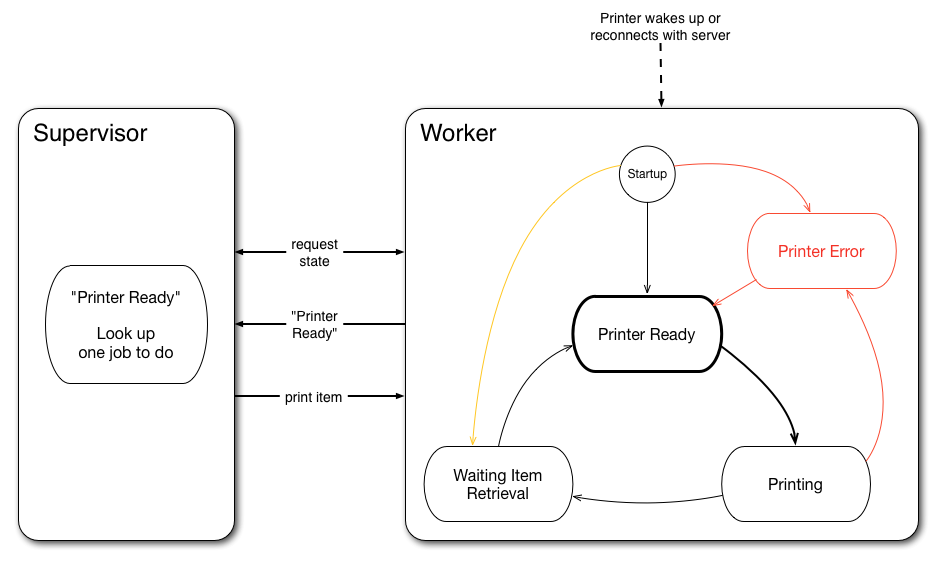 Printer wakes up or
reconnects with server
Supervisor
"Printer Ready"
Look up
one job to do
request
state
"Printer
Ready"
print item
Worker
Startup
Printer Error
Printer Ready
Waiting Item
Retrieval
Printing